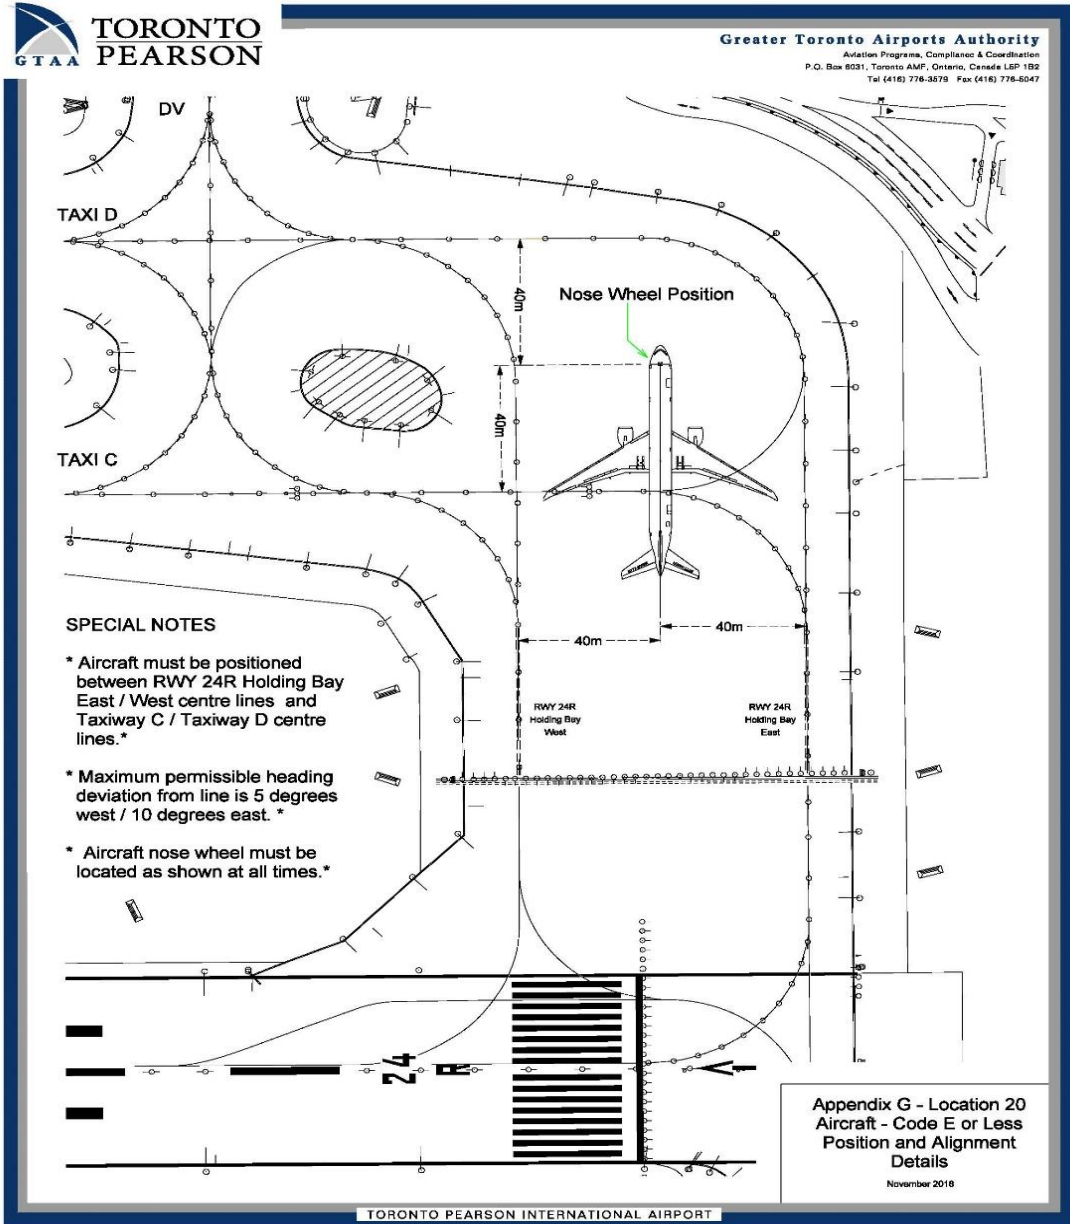 GTAA
TORONTO
PEARSON
Greater Toronto Airports Authority
Aviation Programs, Compliance & Coordination
P.O. Box 6031, Toronto AMF, Ontario, Canada L5P 1B2
Tel (416) 776-3579 Fax (416) 776-5047
DV
TAXI D
40m
Nose Wheel Position
40m
TAXI C
40m
40m
SPECIAL NOTES
* Aircraft must be positioned
between RWY 24R Holding Bay
East / West centre lines and
Taxiway C / Taxiway D centre
lines.*
* Maximum permissible heading
deviation from line is 5 degrees
west / 10 degrees east. *
* Aircraft nose wheel must be
located as shown at all times.*
RWY 24R
Holding Bay
West
RWY 24R
Holding Bay
East
24
R
Appendix G - Location 20
Aircraft - Code E or Less
Position and Alignment
Details
November 2016
TORONTO PEARSON INTERNATIONAL AIRPORT